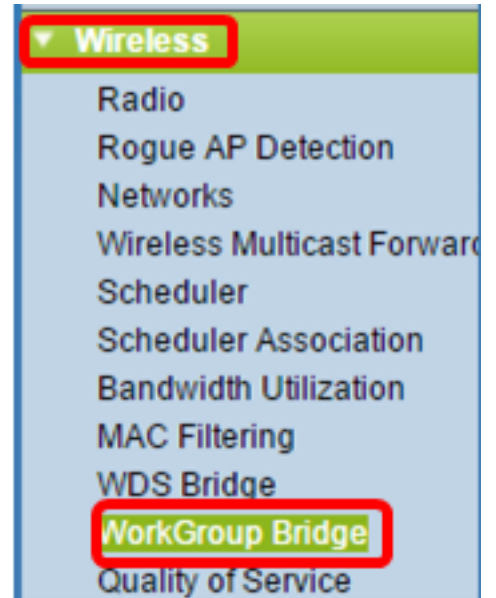 Wireless
Radio
Rogue AP Detection
Networks
Wireless Multicast Forward
Scheduler
Scheduler Association
Bandwidth Utilization
MAC Filtering
WDS Bridge
WorkGroup Bridge
Quality of Service